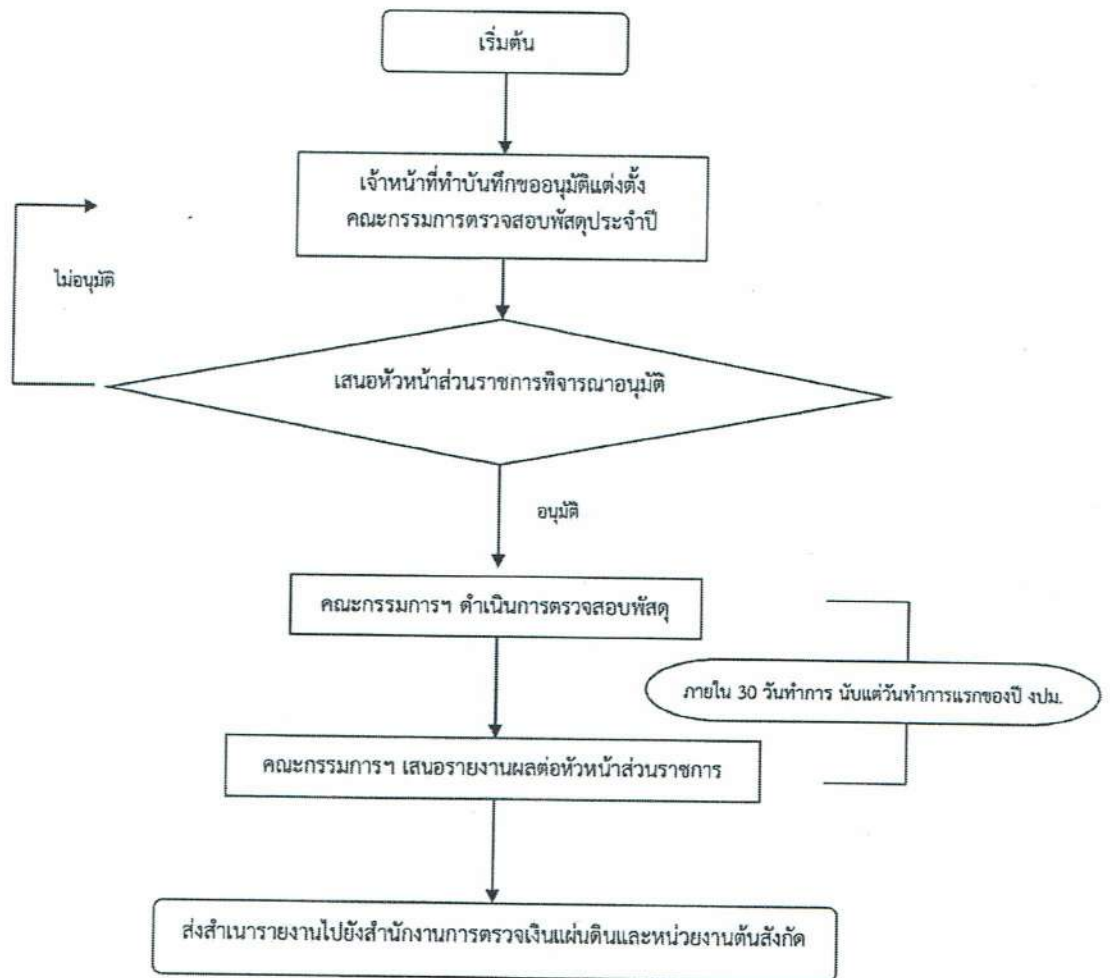 เริ่มต้น
เจ้าหน้าที่ทำบันทึกขออนุมัติแต่งตั้ง
คณะกรรมการตรวจสอบพัสดุประจำปี
ไม่อนุมัติ
เสนอหัวหน้าส่วนราชการพิจารณาอนุมัติ
อนุมัติ
คณะกรรมการฯ ดำเนินการตรวจสอบพัสดุ
ภายใน 30 วันทำการ นับแต่วันทำการแรกของปี งปม.
คณะกรรมการฯ เสนอรายงานผลต่อหัวหน้าส่วนราชการ
ส่งสำเนารายงานไปยังสำนักงานการตรวจเงินแผ่นดินและหน่วยงานต้นสังกัด